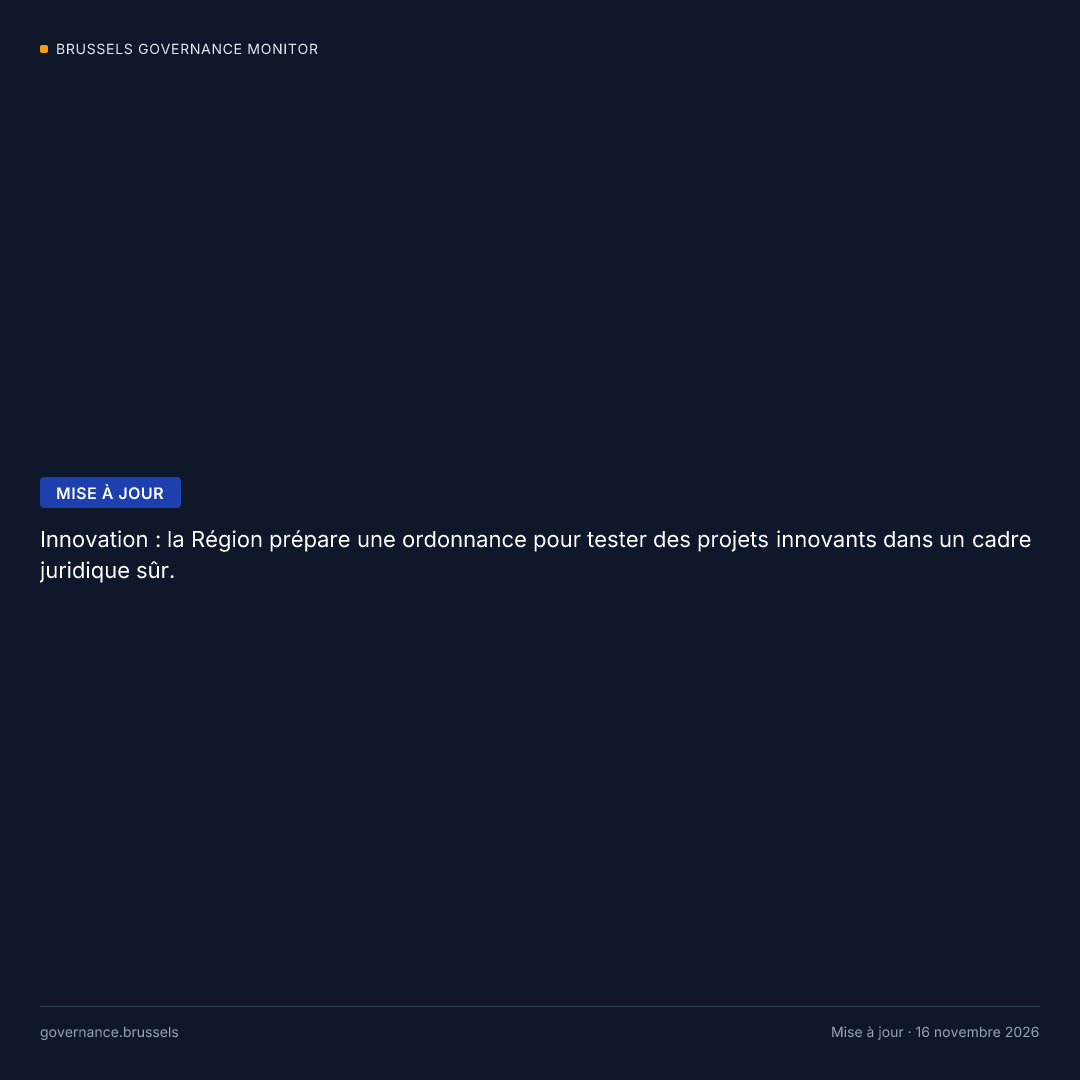 BRUSSELS GOVERNANCE MONITOR
MISE À JOUR
Innovation : la Région prépare une ordonnance pour tester des projets innovants dans un cadre
juridique sûr.
governance.brussels
Mise à jour · 16 novembre 2026